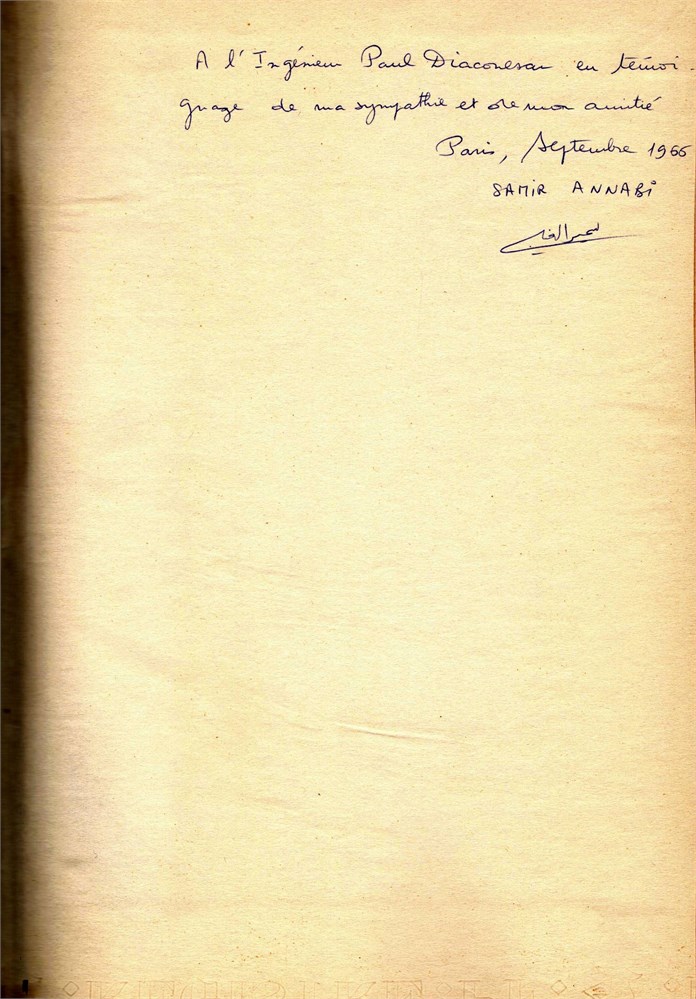 A l'Ingénieur Paul Diaconescu en témoi-
gnage de ma sympathie et de mon amitié
Paris, Septembre 1966
SAMIR ANNABi